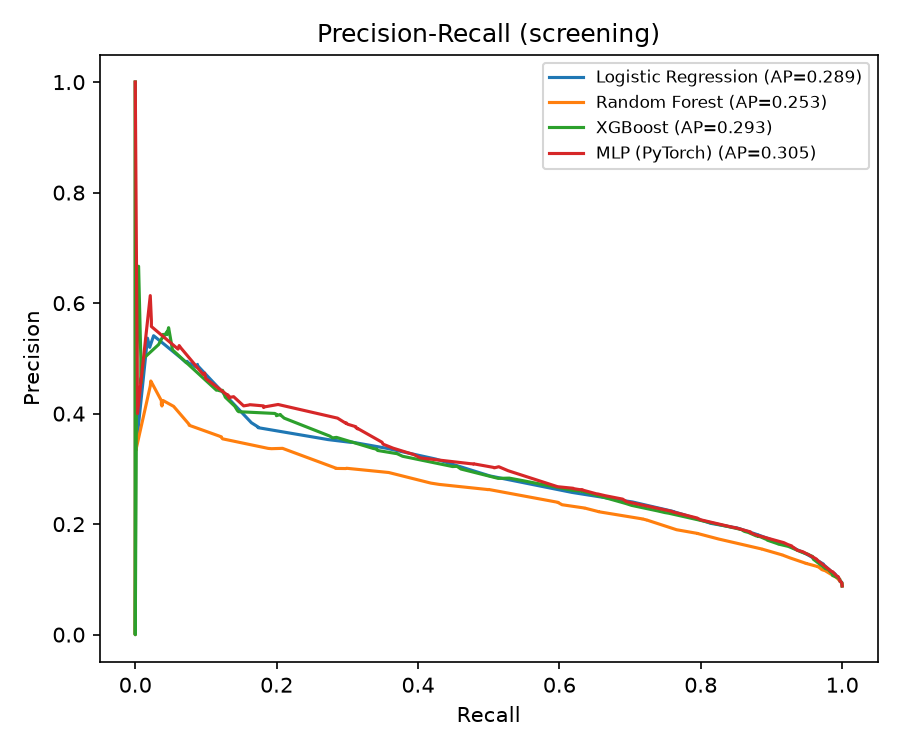 Precision-Recall (screening)
Logistic Regression (AP=0.289)
Random Forest (AP=0.253)
XGBoost (AP=0.293)
MLP (PyTorch) (AP=0.305)
1.0
0.8
0.6
0.4
0.2
0.0
Precision
0.0 0.2 0.4 0.6 0.8 1.0
Recall